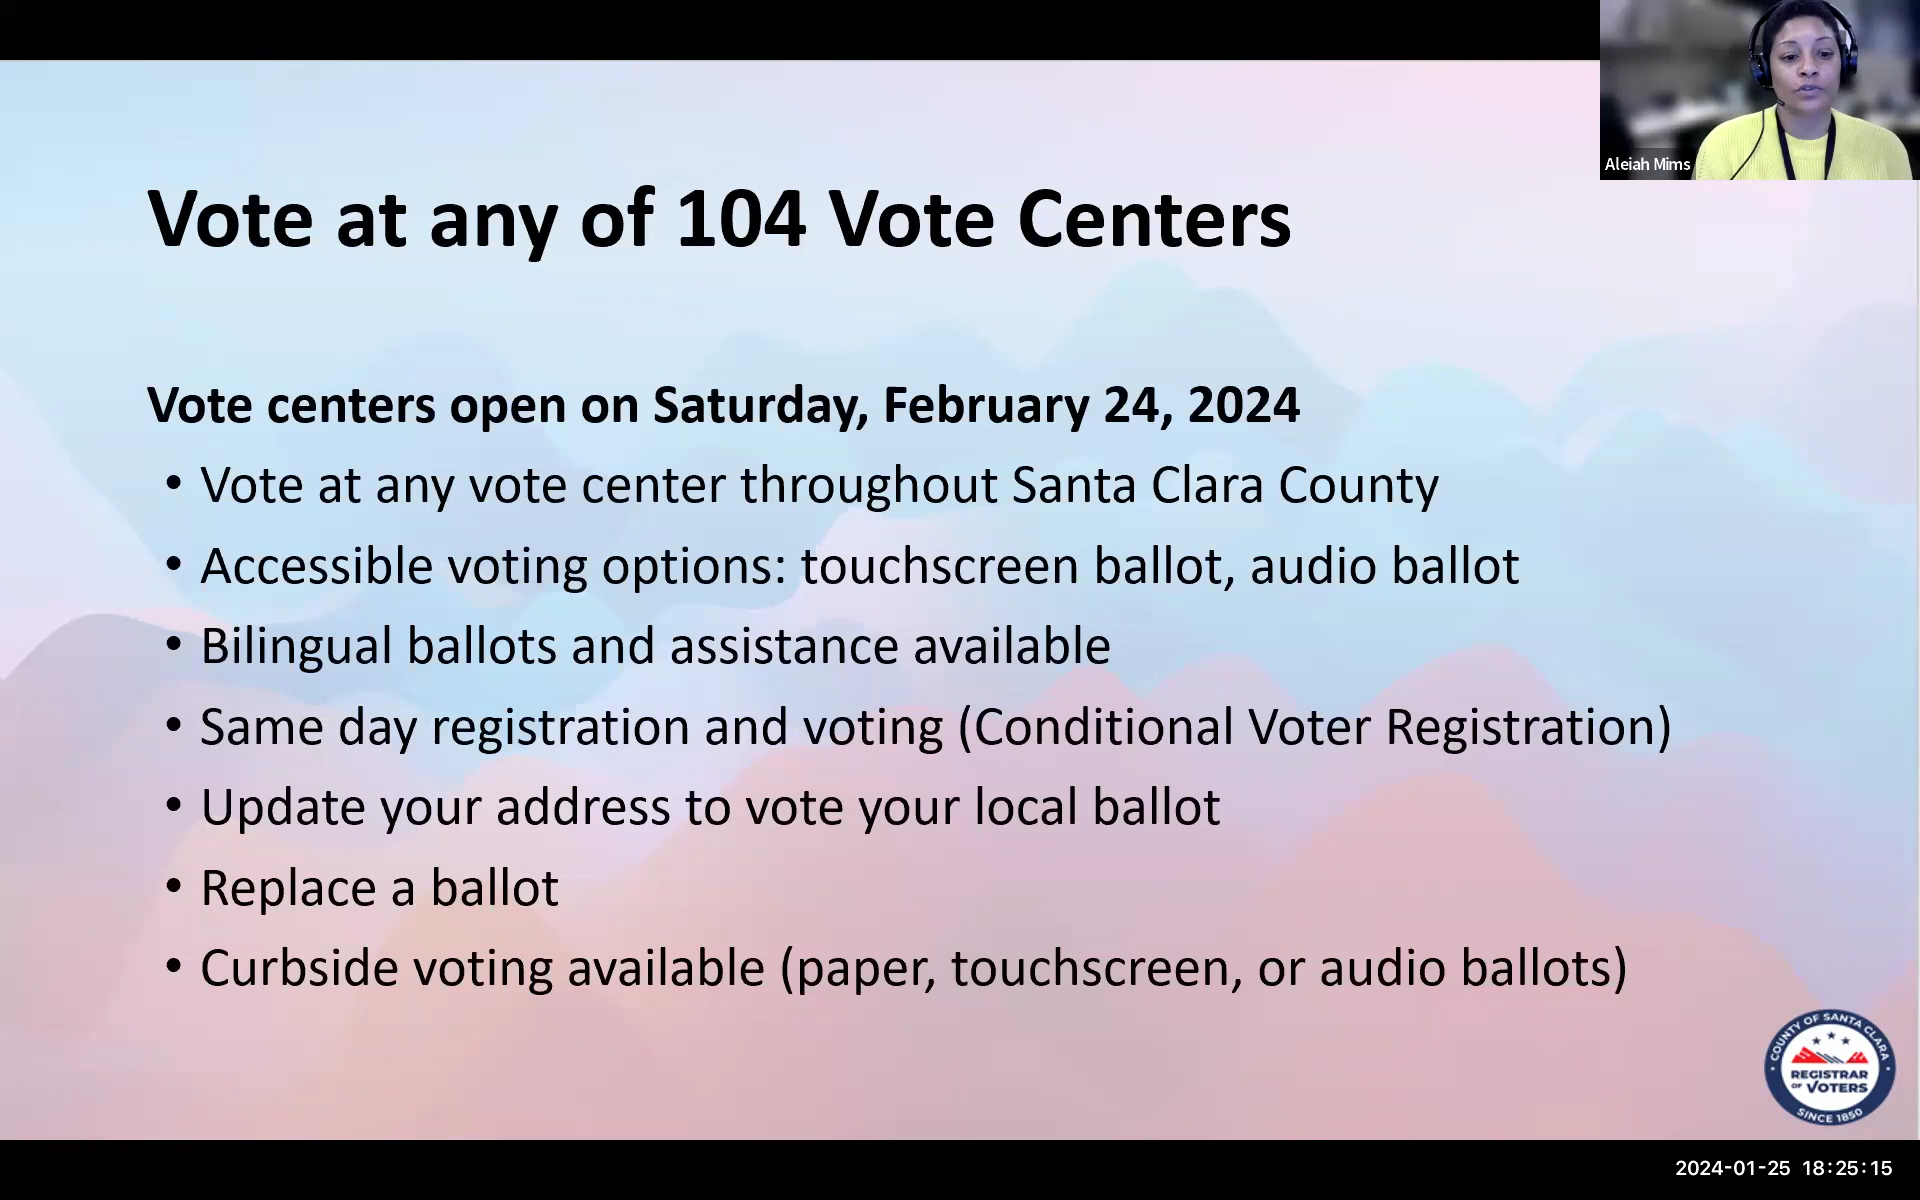 Aleiah Mims
Vote at any of 104 Vote Centers
Vote centers open on Saturday, February 24, 2024
• Vote at any vote center throughout Santa Clara County
• Accessible voting options: touchscreen ballot, audio ballot
• Bilingual ballots and assistance available
• Same day registration and voting (Conditional Voter Registration)
• Update your address to vote your local ballot
• Replace a ballot
• Curbside voting available (paper, touchscreen, or audio ballots)
COUNTY OF SANTA CLARA
REGISTRAR
OF VOTERS
SINCE 1850
2024-01-25 18:25:15